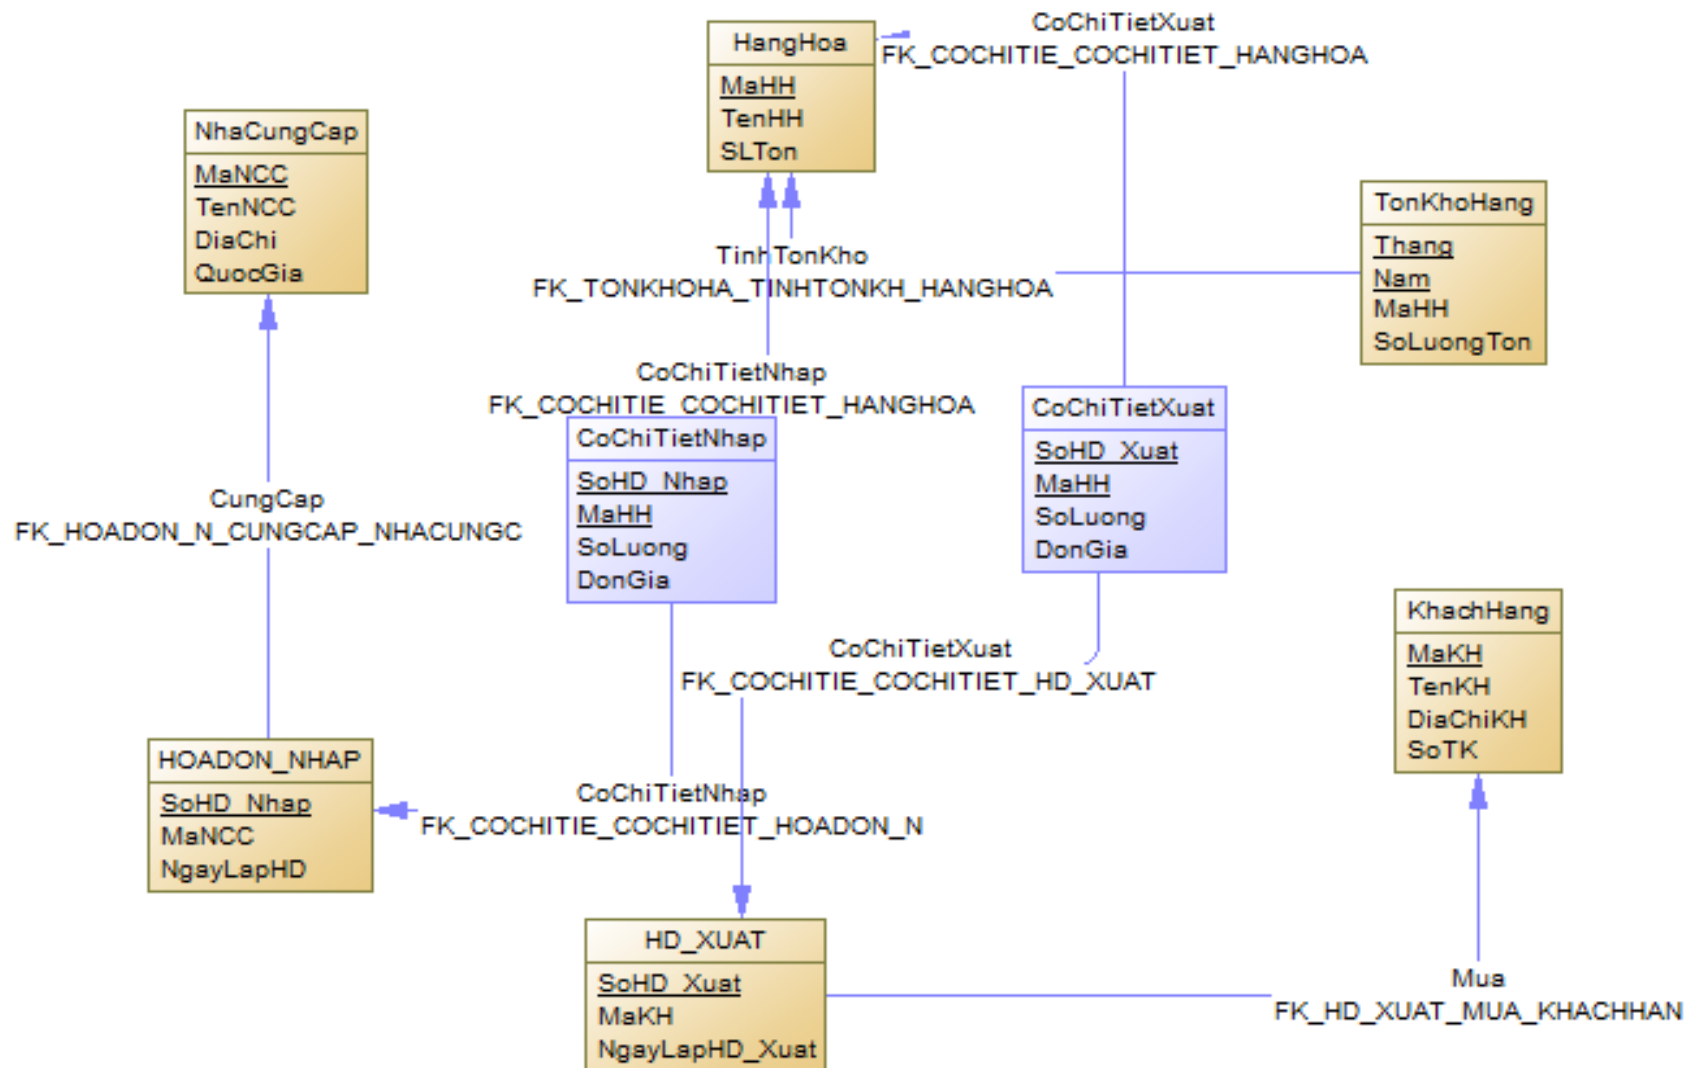 CoChiTietXuat
FK_COCHITIE_COCHITIET_HANGHOA
HangHoa
MaHH
TenHH
SLTon
NhaCungCap
MaNCC
TenNCC
DiaChi
QuocGia
TonKhoHang
Thang
Nam
MaHH
SoLuongTon
TinhTonKho
FK_TONKHOHA_TINHTONKH_HANGHOA
CoChiTietNhap
FK_COCHITIE_COCHITIET_HANGHOA
CoChiTietNhap
SoHD_Nhap
MaHH
SoLuong
DonGia
CoChiTietXuat
SoHD_Xuat
MaHH
SoLuong
DonGia
CungCap
FK_HOADON_N_CUNGCAP_NHACUNGC
KhachHang
MaKH
TenKH
DiaChiKH
SoTK
CoChiTietXuat
FK_COCHITIE_COCHITIET_HD_XUAT
HOADON_NHAP
SoHD_Nhap
MaNCC
NgayLapHD
CoChiTietNhap
FK_COCHITIE_COCHITIET_HOADON_N
HD_XUAT
SoHD_Xuat
MaKH
NgayLapHD_Xuat
Mua
FK_HD_XUAT_MUA_KHACHHAN